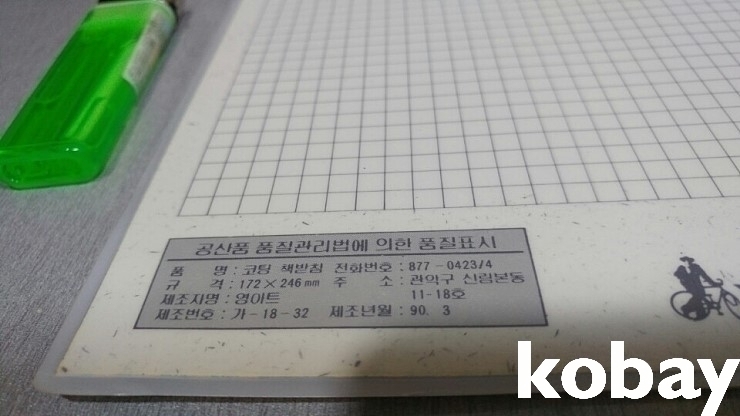 공산품 품질관리법에 의한 품질표시
품 명 : 코팅 책받침 전화번호 : 877-0423/4
규 격 : 172×246mm 주 소 : 관악구 신림본동
제조자명 : 영아트 11-18호
제조번호 : 가-18-32 제조년월 : 90. 3
kobay